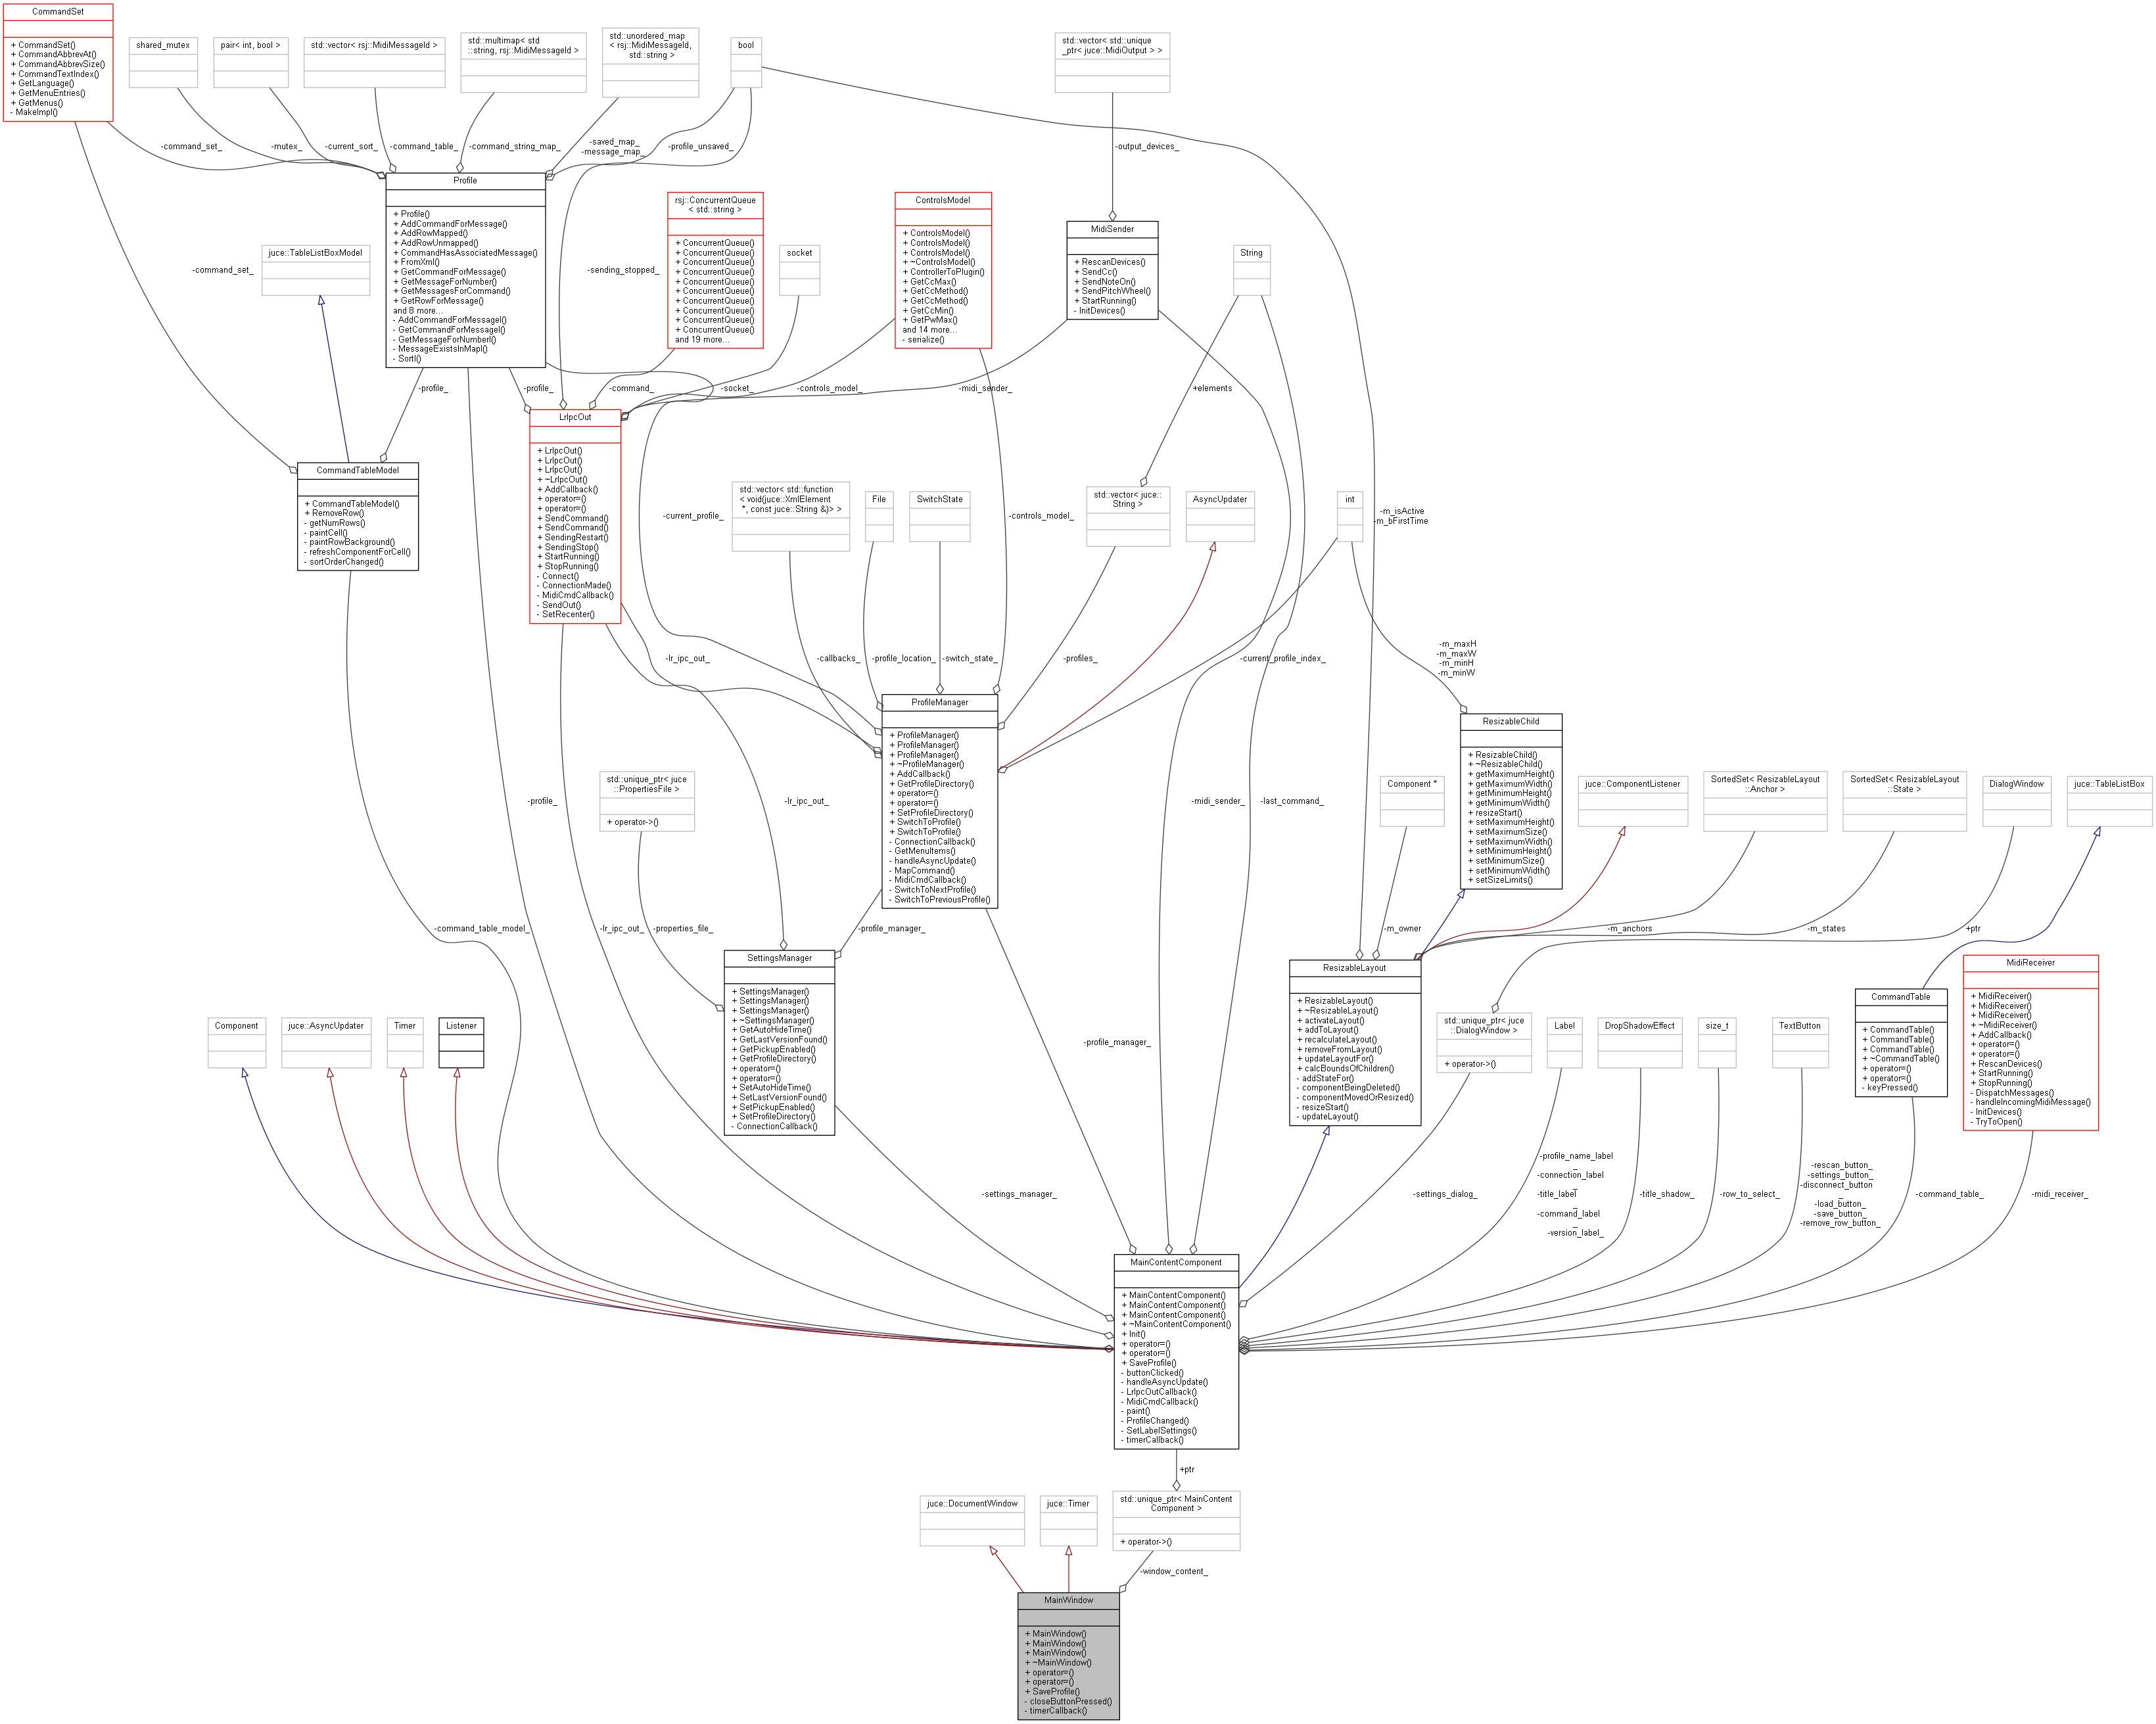 CommandSet
+ CommandSet()
+ CommandAbbrevAt()
+ CommandAbbrevSize()
+ CommandTextIndex()
+ GetLanguage()
+ GetMenuEntries()
+ GetMenus()
- MakeImpl()
shared_mutex
pair< int, bool >
std::vector< rsj::MidiMessageId >
std::multimap< std
::string, rsj::MidiMessageId >
std::unordered_map
< rsj::MidiMessageId,
std::string >
bool
std::vector< std::unique
_ptr< juce::MidiOutput > >
-command_set_
-mutex_
-current_sort_
-command_table_
-command_string_map_
-saved_map_
-message_map_
-profile_unsaved_
-output_devices_
Profile
+ Profile()
+ AddCommandForMessage()
+ AddRowMapped()
+ AddRowUnmapped()
+ CommandHasAssociatedMessage()
+ FromXml()
+ GetCommandForMessage()
+ GetMessageForNumber()
+ GetMessagesForCommand()
+ GetRowForMessage()
and 8 more...
- AddCommandForMessageI()
- GetCommandForMessageI()
- GetMessageForNumberI()
- MessageExistsInMapI()
- SortI()
rsj::ConcurrentQueue
< std::string >
+ ConcurrentQueue()
+ ConcurrentQueue()
+ ConcurrentQueue()
+ ConcurrentQueue()
+ ConcurrentQueue()
+ ConcurrentQueue()
+ ConcurrentQueue()
+ ConcurrentQueue()
+ ConcurrentQueue()
+ ConcurrentQueue()
and 19 more...
ControlsModel
+ ControlsModel()
+ ControlsModel()
+ ControlsModel()
+ ~ControlsModel()
+ ControllerToPlugin()
+ GetCcMax()
+ GetCcMethod()
+ GetCcMethod()
+ GetCcMin()
+ GetPwMax()
and 14 more...
- serialize()
MidiSender
+ RescanDevices()
+ SendCc()
+ SendNoteOn()
+ SendPitchWheel()
+ StartRunning()
- InitDevices()
juce::TableListBoxModel
socket
String
-command_set_
-sending_stopped_
-profile_
-profile_
-command_
-socket_
-controls_model_
-midi_sender_
+elements
LrIpcOut
+ LrIpcOut()
+ LrIpcOut()
+ LrIpcOut()
+ ~LrIpcOut()
+ AddCallback()
+ operator=()
+ operator=()
+ SendCommand()
+ SendCommand()
+ SendingRestart()
+ SendingStop()
+ StartRunning()
+ StopRunning()
- Connect()
- ConnectionMade()
- MidiCmdCallback()
- SendOut()
- SetRecenter()
CommandTableModel
+ CommandTableModel()
+ RemoveRow()
- getNumRows()
- paintCell()
- paintRowBackground()
- refreshComponentForCell()
- sortOrderChanged()
std::vector< std::function
< void(juce::XmlElement
*, const juce::String &)> >
File
SwitchState
std::vector< juce::
String >
AsyncUpdater
int
-current_profile_
-controls_model_
-m_isActive
-m_bFirstTime
-lr_ipc_out_
-callbacks_
-profile_location_
-switch_state_
-profiles_
-current_profile_index_
-m_maxH
-m_maxW
-m_minH
-m_minW
ProfileManager
+ ProfileManager()
+ ProfileManager()
+ ProfileManager()
+ ~ProfileManager()
+ AddCallback()
+ GetProfileDirectory()
+ operator=()
+ operator=()
+ SetProfileDirectory()
+ SwitchToProfile()
+ SwitchToProfile()
- ConnectionCallback()
- GetMenuItems()
- handleAsyncUpdate()
- MapCommand()
- MidiCmdCallback()
- SwitchToNextProfile()
- SwitchToPreviousProfile()
ResizableChild
+ ResizableChild()
+ ~ResizableChild()
+ getMaximumHeight()
+ getMaximumWidth()
+ getMinimumHeight()
+ getMinimumWidth()
+ resizeStart()
+ setMaximumHeight()
+ setMaximumSize()
+ setMaximumWidth()
+ setMinimumHeight()
+ setMinimumSize()
+ setMinimumWidth()
+ setSizeLimits()
std::unique_ptr< juce
::PropertiesFile >
+ operator->()
Component *
juce::ComponentListener
SortedSet< ResizableLayout
::Anchor >
SortedSet< ResizableLayout
::State >
DialogWindow
juce::TableListBox
-profile_
-lr_ipc_out_
-midi_sender_
-last_command_
-command_table_model_
-lr_ipc_out_
-properties_file_
-profile_manager_
-m_owner
-m_anchors
-m_states
+ptr
SettingsManager
+ SettingsManager()
+ SettingsManager()
+ SettingsManager()
+ ~SettingsManager()
+ GetAutoHideTime()
+ GetLastVersionFound()
+ GetPickupEnabled()
+ GetProfileDirectory()
+ operator=()
+ operator=()
+ SetAutoHideTime()
+ SetLastVersionFound()
+ SetPickupEnabled()
+ SetProfileDirectory()
- ConnectionCallback()
ResizableLayout
+ ResizableLayout()
+ ~ResizableLayout()
+ activateLayout()
+ addToLayout()
+ recalculateLayout()
+ removeFromLayout()
+ updateLayoutFor()
+ calcBoundsOfChildren()
- addStateFor()
- componentBeingDeleted()
- componentMovedOrResized()
- resizeStart()
- updateLayout()
CommandTable
+ CommandTable()
+ CommandTable()
+ CommandTable()
+ ~CommandTable()
+ operator=()
+ operator=()
- keyPressed()
MidiReceiver
+ MidiReceiver()
+ MidiReceiver()
+ MidiReceiver()
+ ~MidiReceiver()
+ AddCallback()
+ operator=()
+ operator=()
+ RescanDevices()
+ StartRunning()
+ StopRunning()
- DispatchMessages()
- handleIncomingMidiMessage()
- InitDevices()
- TryToOpen()
Component
juce::AsyncUpdater
Timer
Listener
std::unique_ptr< juce
::DialogWindow >
+ operator->()
Label
DropShadowEffect
size_t
TextButton
-profile_manager_
-settings_manager_
-settings_dialog_
-profile_name_label
_
-connection_label
_
-title_label
_
-command_label
_
-version_label_
-title_shadow_
-row_to_select_
-rescan_button_
-settings_button_
-disconnect_button
_
-load_button_
-save_button_
-remove_row_button_
-command_table_
-midi_receiver_
MainContentComponent
+ MainContentComponent()
+ MainContentComponent()
+ MainContentComponent()
+ ~MainContentComponent()
+ Init()
+ operator=()
+ operator=()
+ SaveProfile()
- buttonClicked()
- handleAsyncUpdate()
- LrIpcOutCallback()
- MidiCmdCallback()
- paint()
- ProfileChanged()
- SetLabelSettings()
- timerCallback()
+ptr
juce::DocumentWindow
juce::Timer
std::unique_ptr< MainContent
Component >
+ operator->()
-window_content_
MainWindow
+ MainWindow()
+ MainWindow()
+ MainWindow()
+ ~MainWindow()
+ operator=()
+ operator=()
+ SaveProfile()
- closeButtonPressed()
- timerCallback()